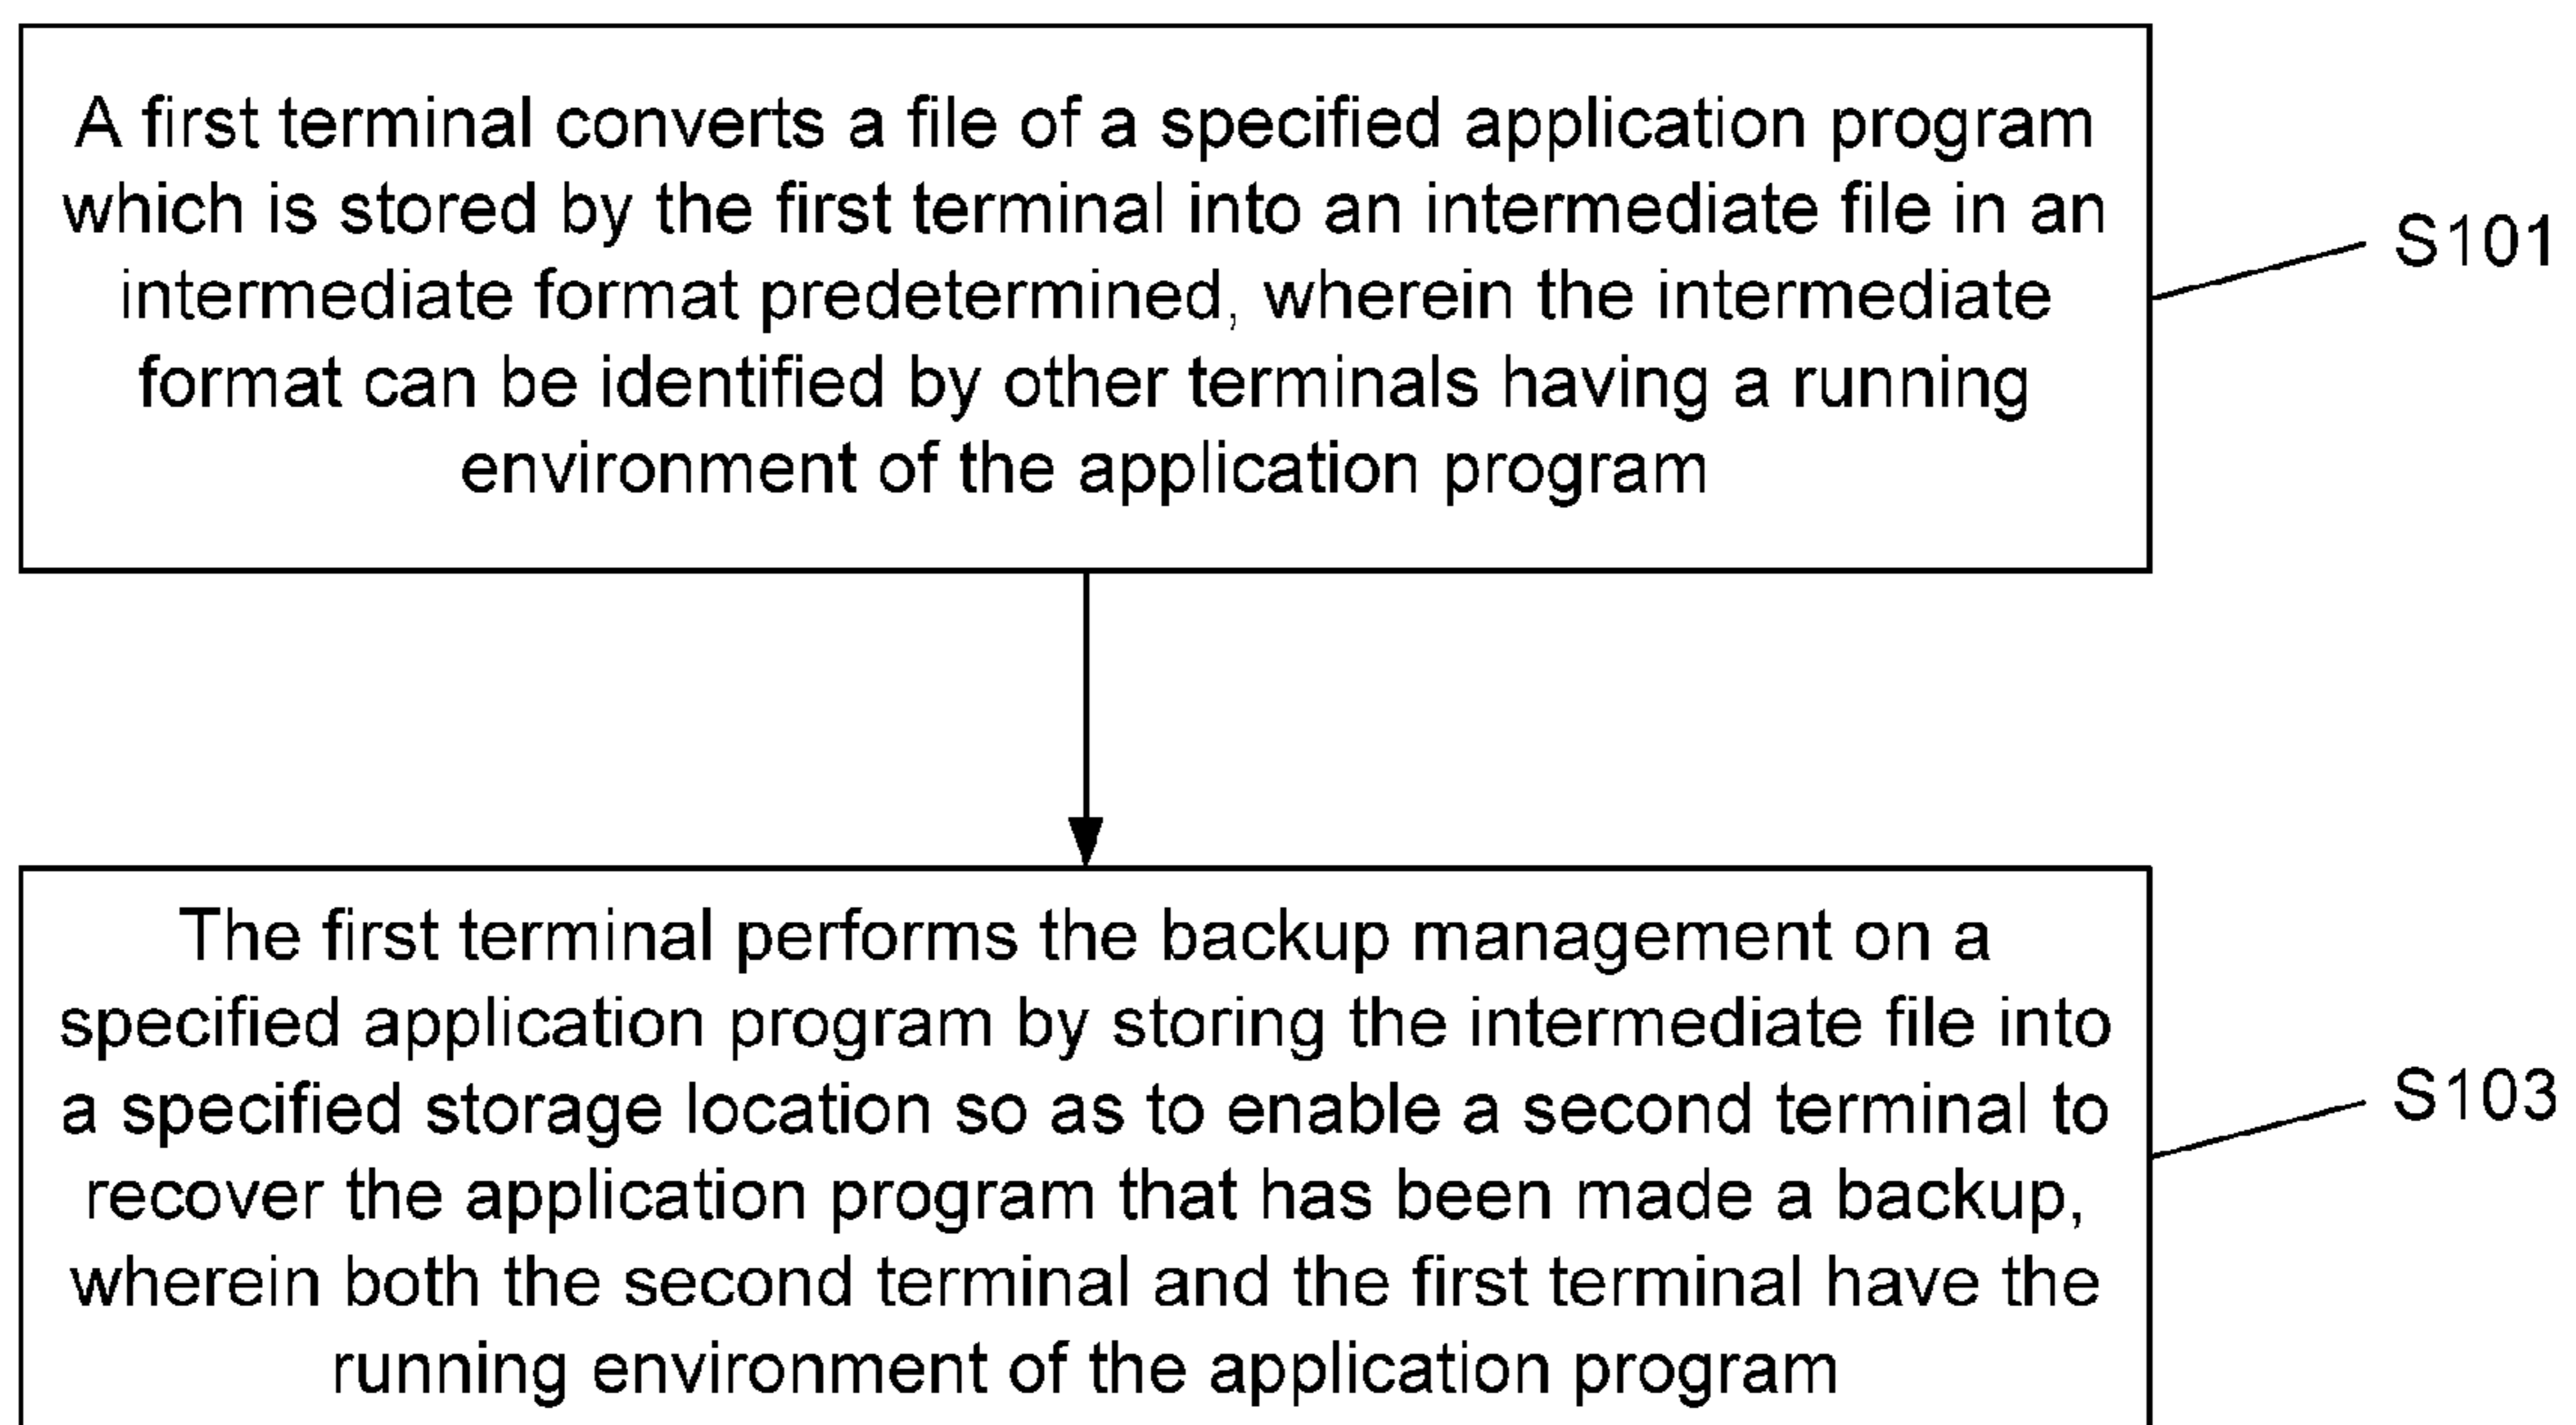 A first terminal converts a file of a specified application program
which is stored by the first terminal into an intermediate file in an
intermediate format predetermined, wherein the intermediate
format can be identified by other terminals having a running
environment of the application program
S101
The first terminal performs the backup management on a
specified application program by storing the intermediate file into
a specified storage location so as to enable a second terminal to
recover the application program that has been made a backup,
wherein both the second terminal and the first terminal have the
running environment of the application program
S103